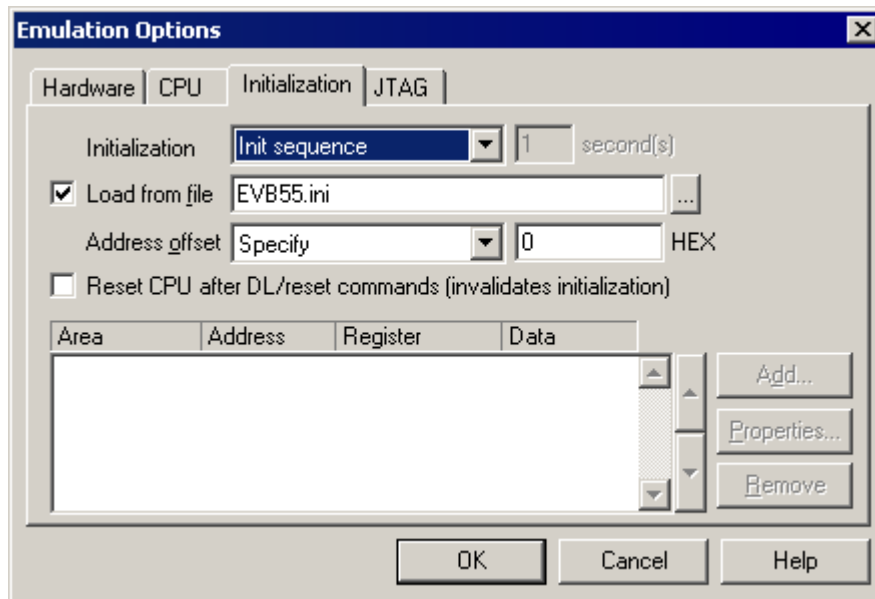 Emulation Options
Hardware CPU Initialization JTAG
Initialization Init sequence 1 second(s)
Load from file EVB55.ini ...
Address offset Specify 0 HEX
Reset CPU after DL/reset commands (invalidates initialization)
Area Address Register Data
Add...
Properties...
Remove
OK Cancel Help